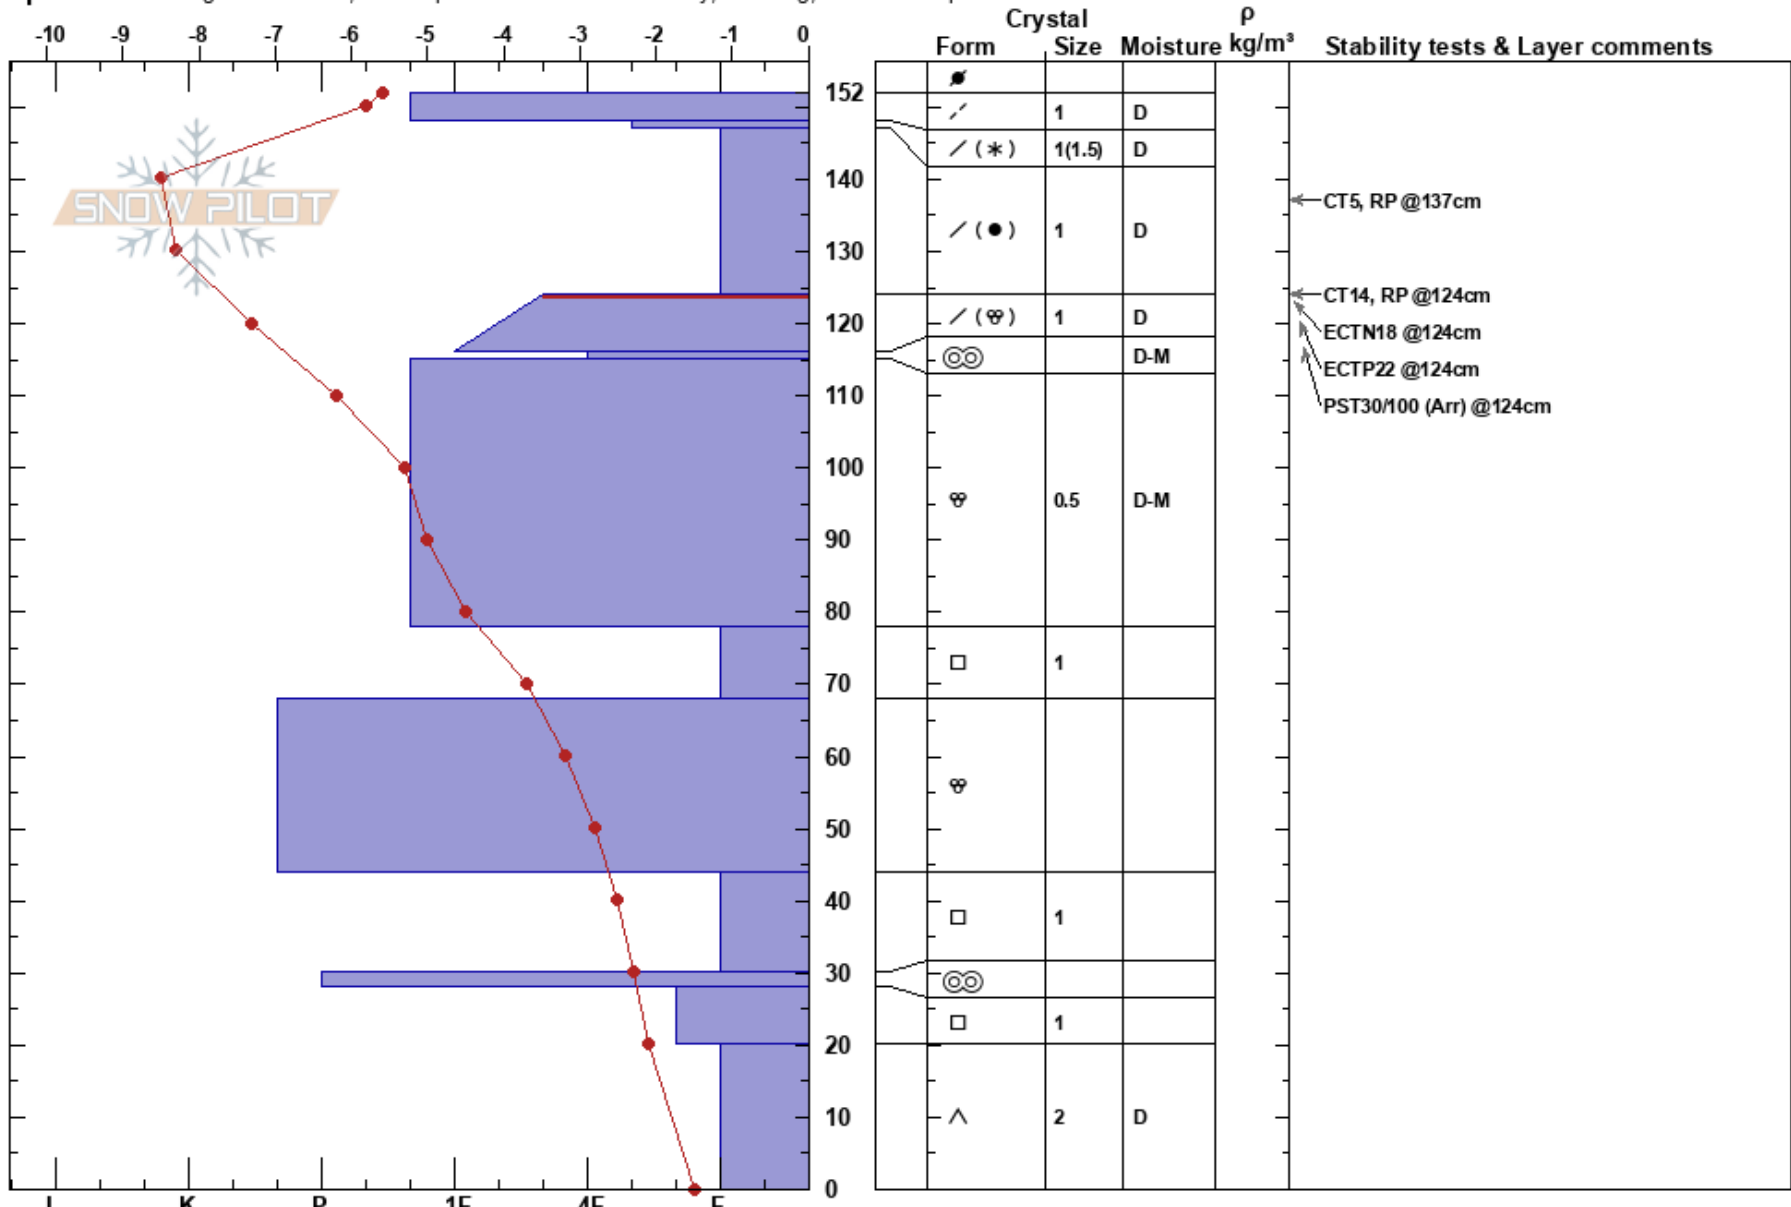 Crystal ρ
-10 -9 -8 -7 -6 -5 -4 -3 -2 -1 0
Form Size Moisture kg/m³ Stability tests & Layer comments
152
1 D
SNOW PILOT
/ (*) 1(1.5) D
140
CT5, RP @137cm
/ (●) 1 D
130
CT14, RP @124cm
120
1 D
ECTN18 @124cm
D-M
ECTP22 @124cm
110
PST30/100 (Arr) @124cm
100
0.5 D-M
90
80
1
70
60
50
40
1
30
1
20
10
2 D
0
I K P 1F 4F F